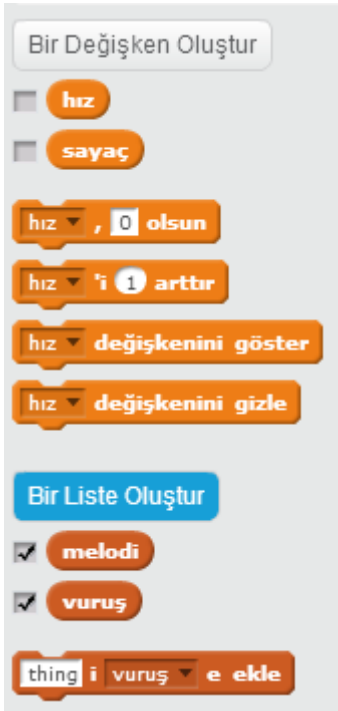 Bir Değişken Oluştur
hız
sayaç
hız , 0 olsun
hız 'i 1 arttır
hız değişkenini göster
hız değişkenini gizle
Bir Liste Oluştur
melodi
vuruş
thing i vuruş e ekle